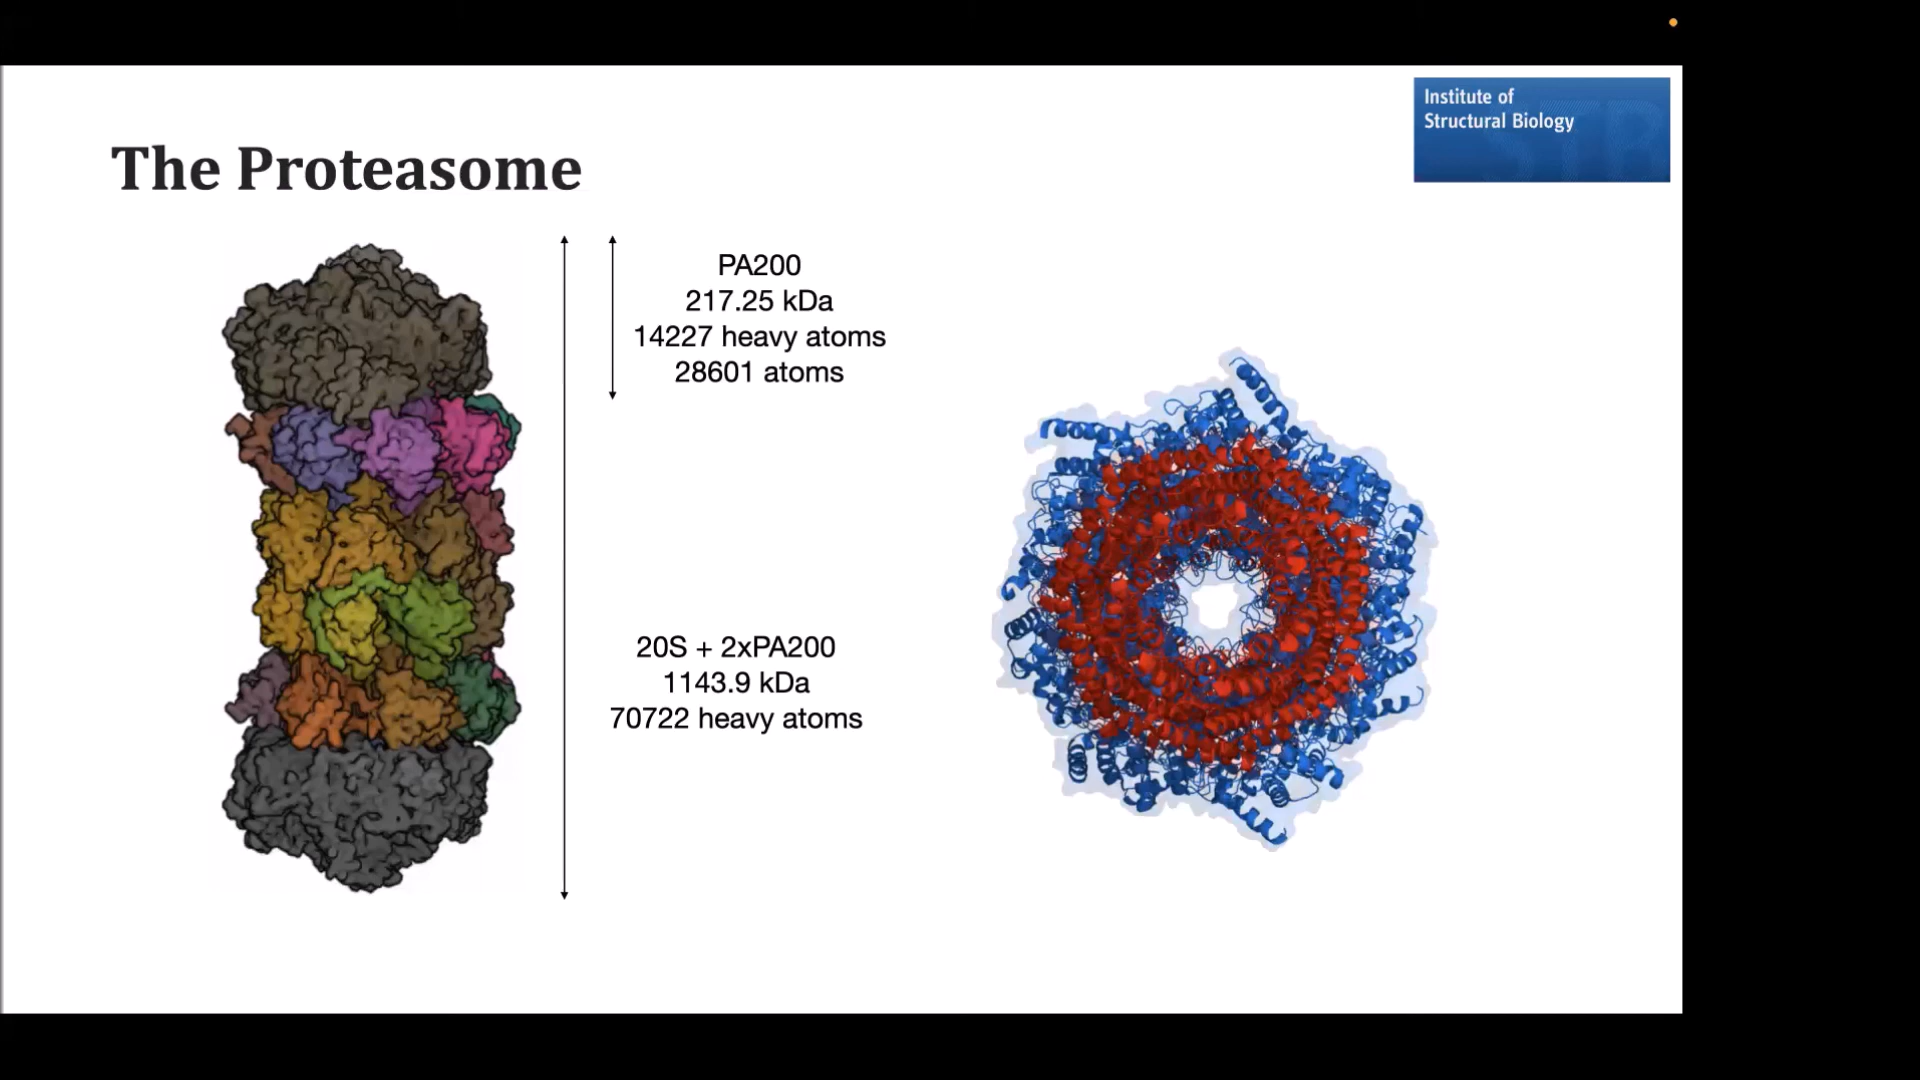 Institute of
Structural Biology
The Proteasome
PA200
217.25 kDa
14227 heavy atoms
28601 atoms
20S + 2xPA200
1143.9 kDa
70722 heavy atoms